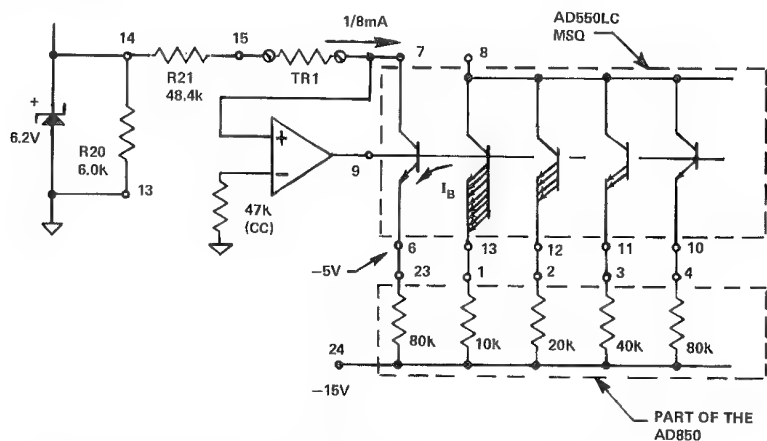 1/8mA
AD550LC
MSQ
14
15
7
8
R21
48.4k
TR1
+
6.2V
R20
6.0k
13
+
−
9
IB
47K
(CC)
−5V
6
13
12
11
10
23
1
2
3
4
80k
10k
20K
40K
80K
24
−15V
PART OF THE
AD850